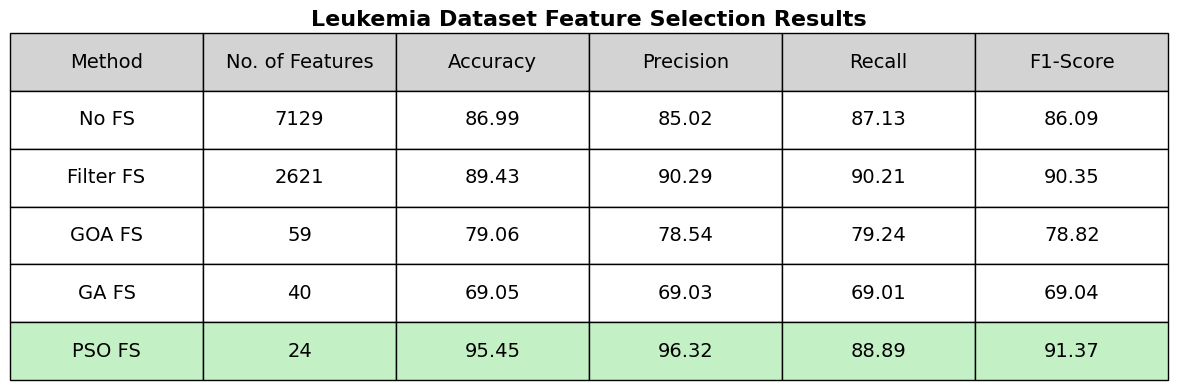 Leukemia Dataset Feature Selection Results
Method No. of Features Accuracy Precision Recall F1-Score
No FS 7129 86.99 85.02 87.13 86.09
Filter FS 2621 89.43 90.29 90.21 90.35
GOA FS 59 79.06 78.54 79.24 78.82
GA FS 40 69.05 69.03 69.01 69.04
PSO FS 24 95.45 96.32 88.89 91.37